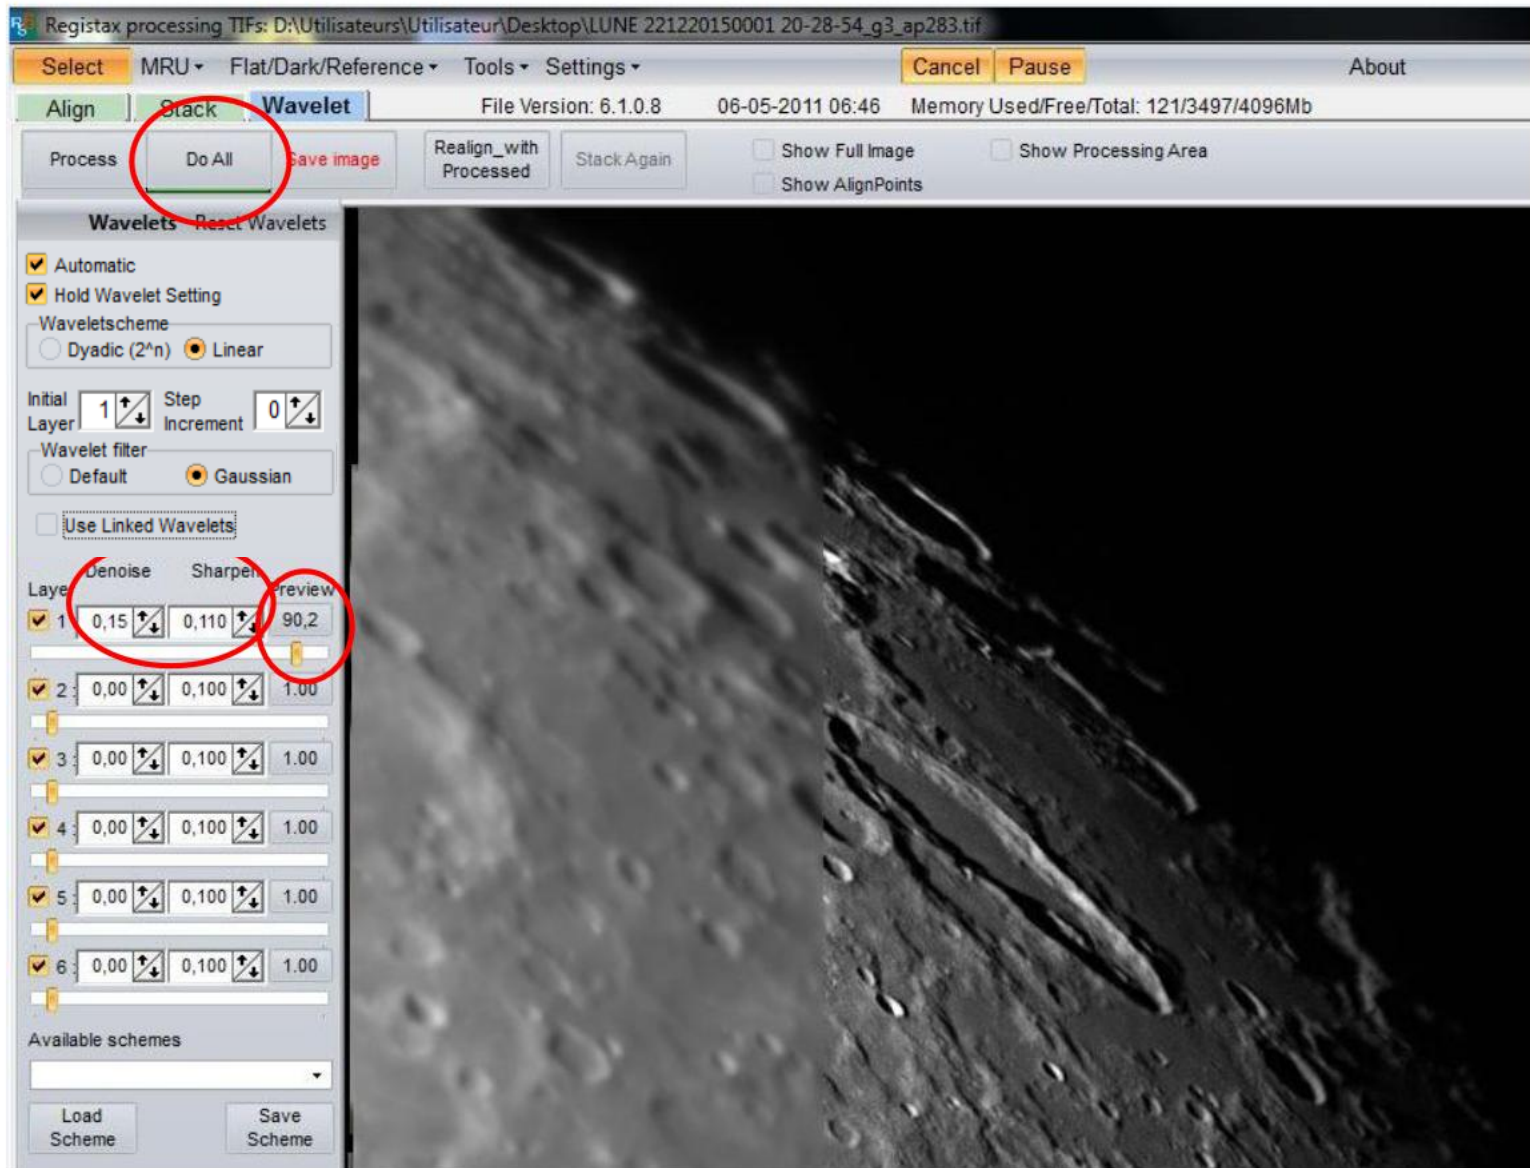 Registax processing TIFs: D:\Utilisateurs\Utilisateur\Desktop\LUNE 221220150001 20-28-54_g3_ap283.tif
Select MRU Flat/Dark/Reference Tools Settings Cancel Pause About
Align Stack Wavelet File Version: 6.1.0.8 06-05-2011 06:46 Memory Used/Free/Total: 121/3497/4096Mb
Process Do All Save image Realign_with Processed Stack Again Show Full Image Show Processing Area
Show AlignPoints
Wavelets Reset Wavelets
Automatic
Hold Wavelet Setting
Waveletscheme
Dyadic (2^n) Linear
Initial Layer 1 Step Increment 0
Wavelet filter
Default Gaussian
Use Linked Wavelets
Denoise Sharpen
Laye Preview
1 0,15 0,110 90,2
2 : 0,00 0,100 1.00
3 : 0,00 0,100 1.00
4 : 0,00 0,100 1.00
5 : 0,00 0,100 1.00
6 : 0,00 0,100 1.00
Available schemes
Load Scheme Save Scheme